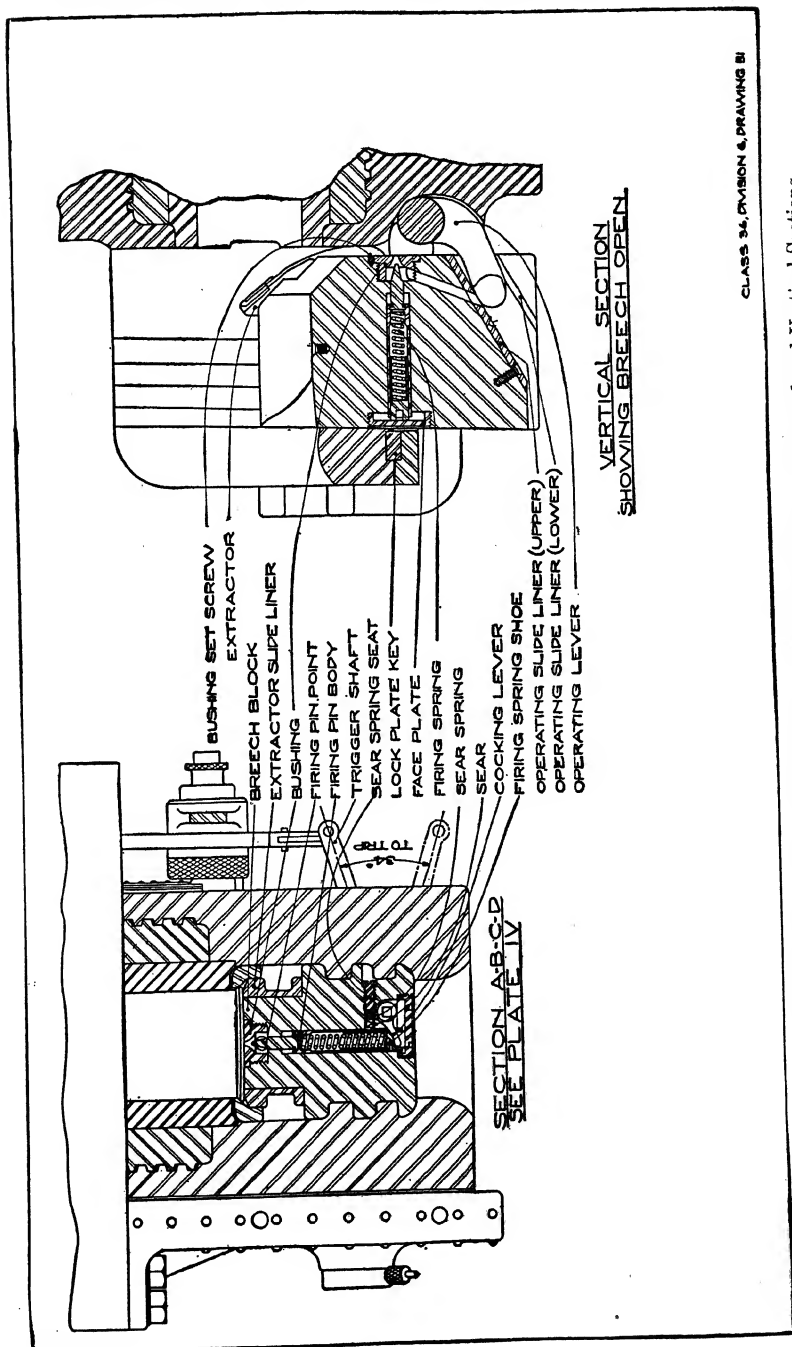 BUSHING SET SCREW
EXTRACTOR
BREECH BLOCK
EXTRACTOR SLIDE LINER
BUSHING
FIRING PIN POINT
FIRING PIN BODY
TRIGGER SHAFT
SEAR SPRING SEAT
LOCK PLATE KEY
FACE PLATE
FIRING SPRING
SEAR SPRING
SEAR
COCKING LEVER
FIRING SPRING SHOE
OPERATING SLIDE LINER (UPPER)
OPERATING SLIDE LINER (LOWER)
OPERATING LEVER
34°
TO TRIP
SECTION A-B-C-D
SEE PLATE IV
VERTICAL SECTION
SHOWING BREECH OPEN
CLASS 36, DIVISION 6, DRAWING 81
Vertical Sections